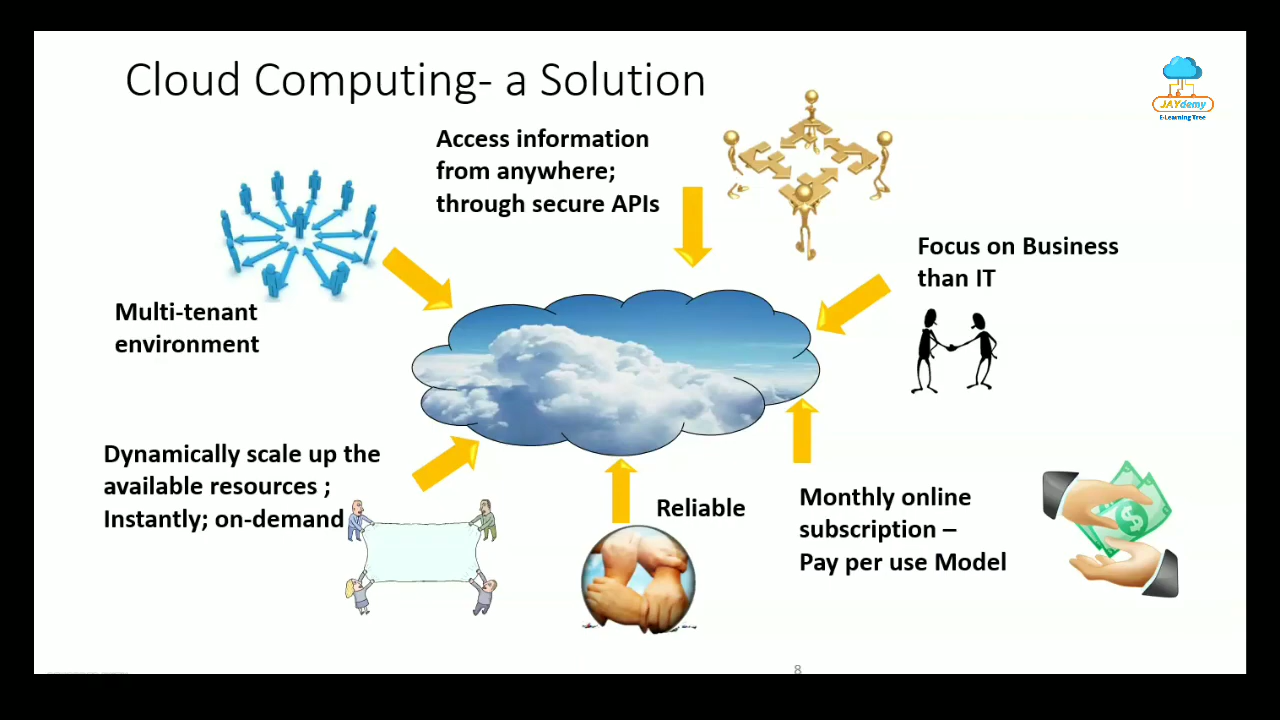 Cloud Computing- a Solution
JAYdemy
E-Learning Tree
Access information
from anywhere;
through secure APIs
Focus on Business
than IT
Multi-tenant
environment
Dynamically scale up the
available resources ;
Instantly; on-demand
Reliable
Monthly online
subscription –
Pay per use Model
8